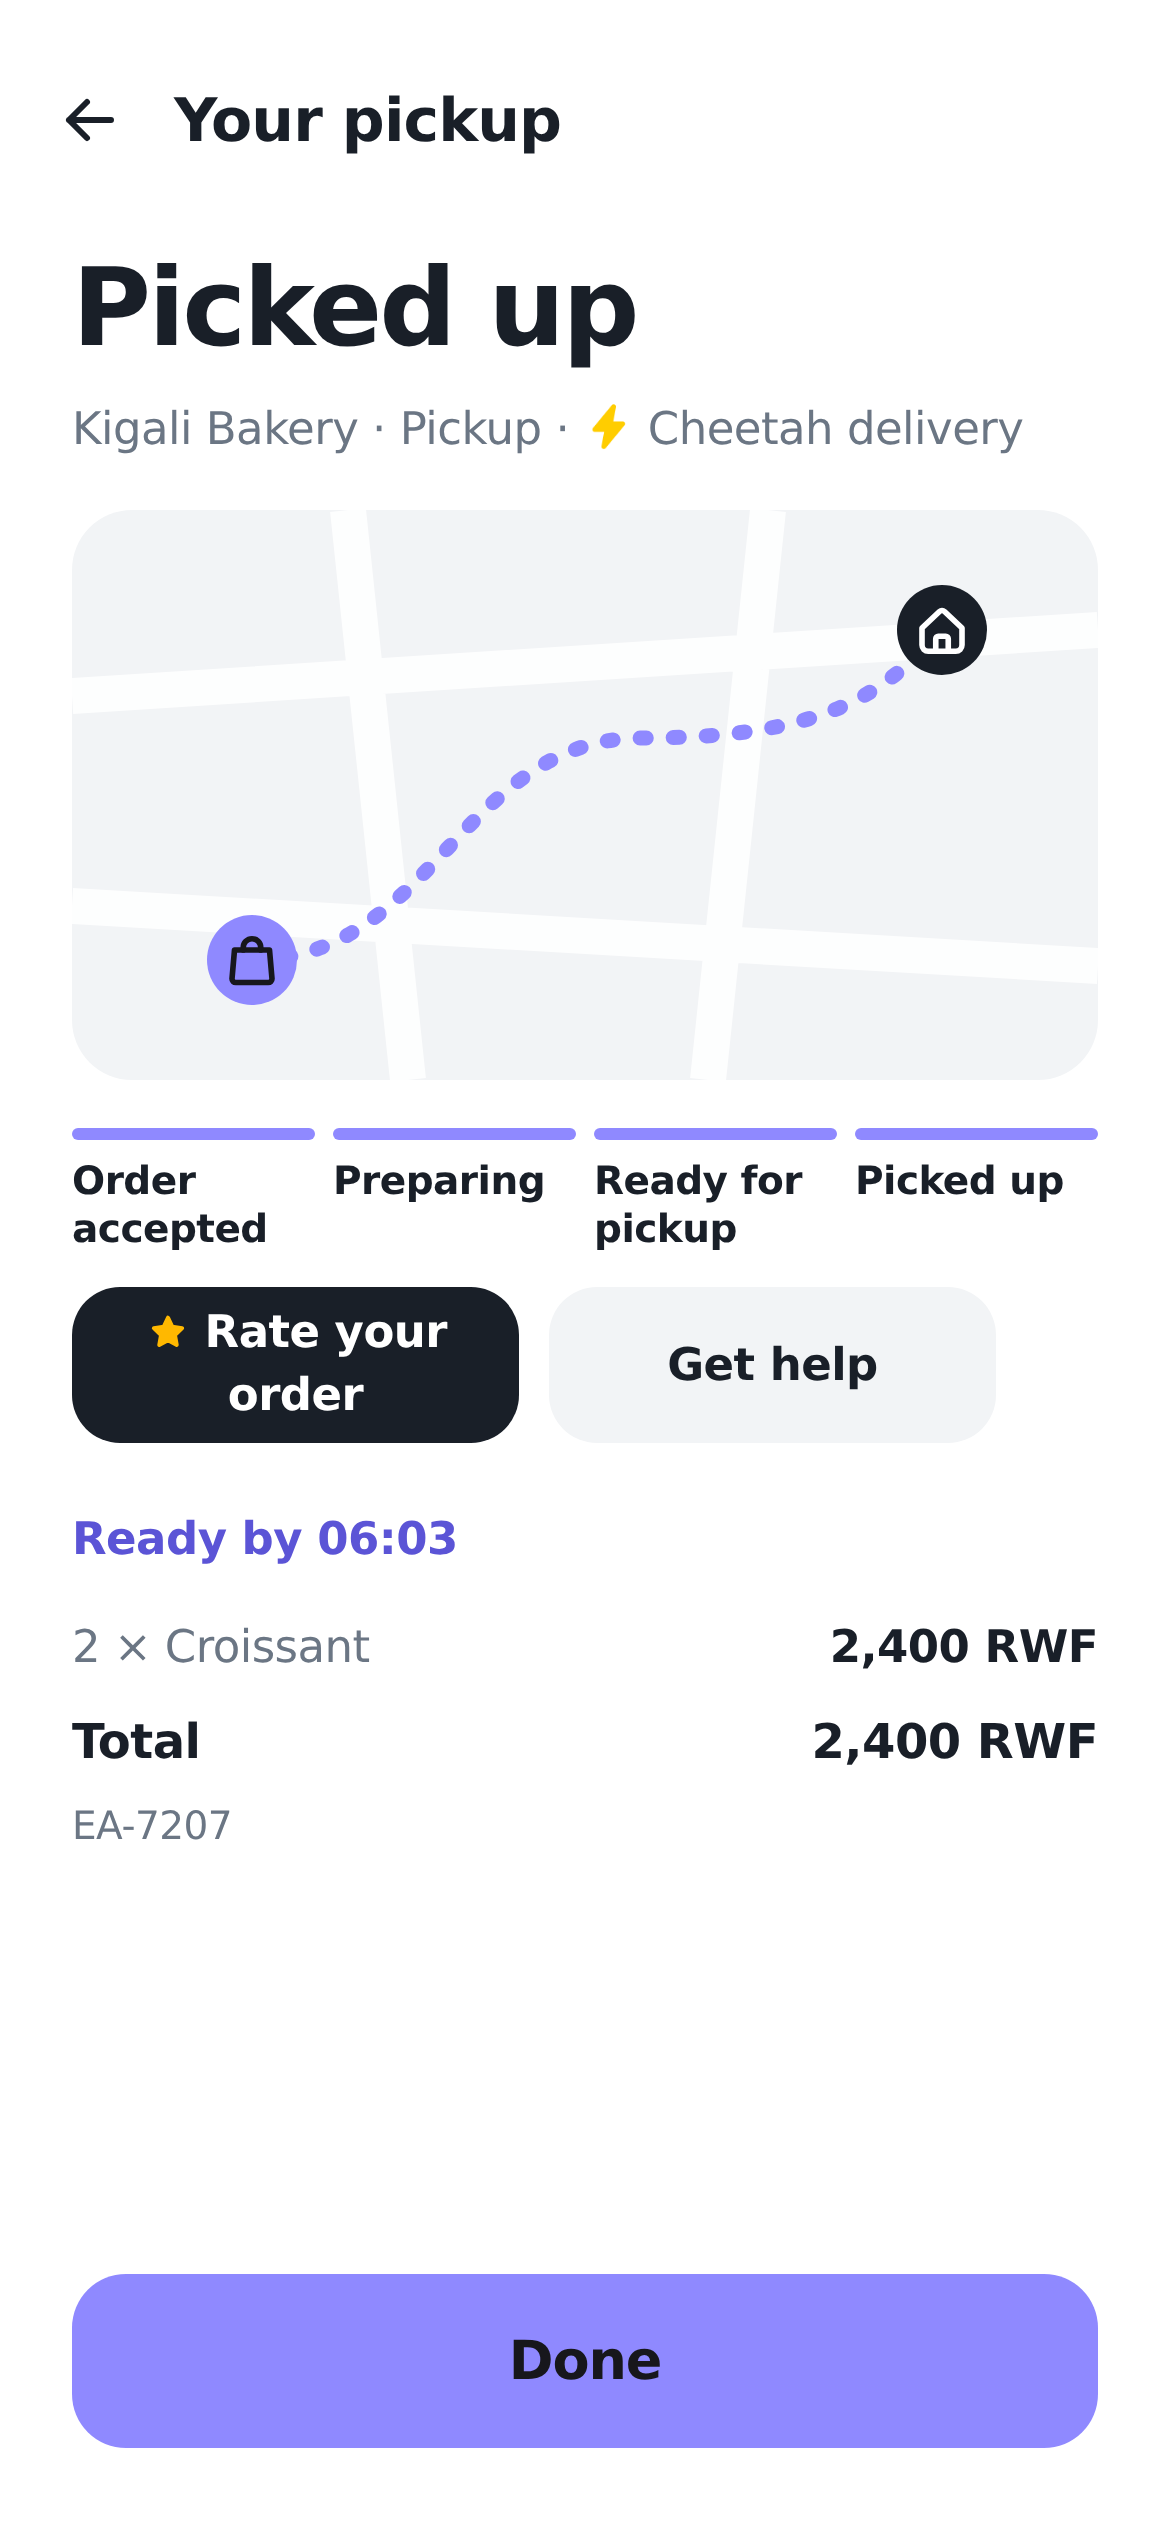 Your pickup
Picked up
Kigali Bakery · Pickup · ⚡ Cheetah delivery
Order accepted
Preparing
Ready for pickup
Picked up
Rate your order
Get help
Ready by 06:03
2 × Croissant 2,400 RWF
Total 2,400 RWF
EA-7207
Done